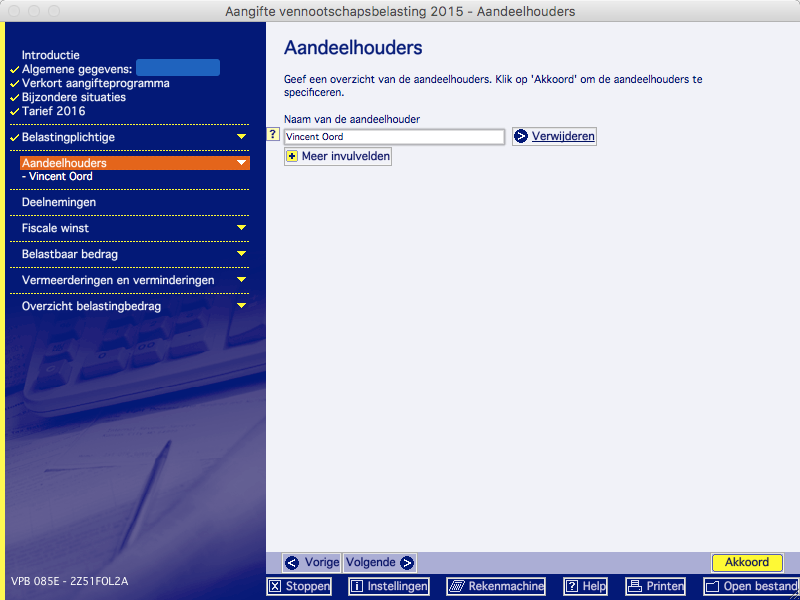 Aangifte vennootschapsbelasting 2015 - Aandeelhouders
Introductie
Algemene gegevens:
Verkort aangifteprogramma
Bijzondere situaties
Tarief 2016
Belastingplichtige
Aandeelhouders
- Vincent Oord
Deelnemingen
Fiscale winst
Belastbaar bedrag
Vermeerderingen en verminderingen
Overzicht belastingbedrag
VPB 085E - 2Z51FOL2A
Aandeelhouders
Geef een overzicht van de aandeelhouders. Klik op 'Akkoord' om de aandeelhouders te
specificeren.
Naam van de aandeelhouder
? Vincent Oord Verwijderen
Meer invulvelden
Vorige Volgende Akkoord
Stoppen Instellingen Rekenmachine Help Printen Open bestand